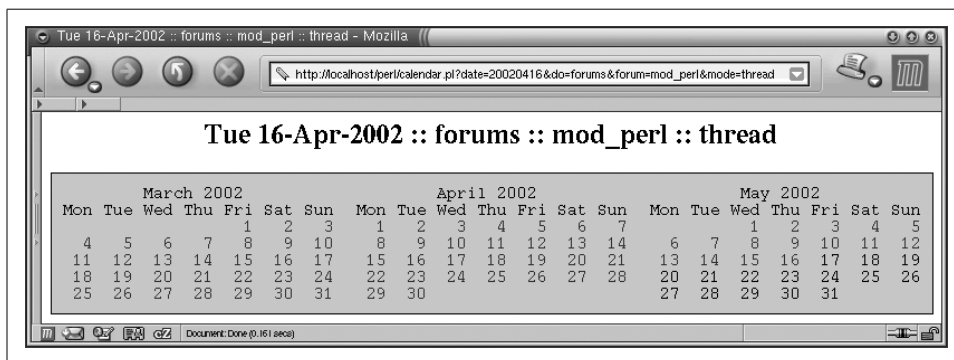 Tue 16-Apr-2002 :: forums :: mod_perl :: thread - Mozilla
http://localhost/perl/calendar.pl?date=20020416&do=forums&forum=mod_perl&mode=thread
Tue 16-Apr-2002 :: forums :: mod_perl :: thread
March 2002 April 2002 May 2002
Mon Tue Wed Thu Fri Sat Sun Mon Tue Wed Thu Fri Sat Sun Mon Tue Wed Thu Fri Sat Sun
1 2 3 1 2 3 4 5 6 7 1 2 3 4 5
4 5 6 7 8 9 10 8 9 10 11 12 13 14 6 7 8 9 10 11 12
11 12 13 14 15 16 17 15 16 17 18 19 20 21 13 14 15 16 17 18 19
18 19 20 21 22 23 24 22 23 24 25 26 27 28 20 21 22 23 24 25 26
25 26 27 28 29 30 31 29 30 27 28 29 30 31
Document: Done (0.161 secs)